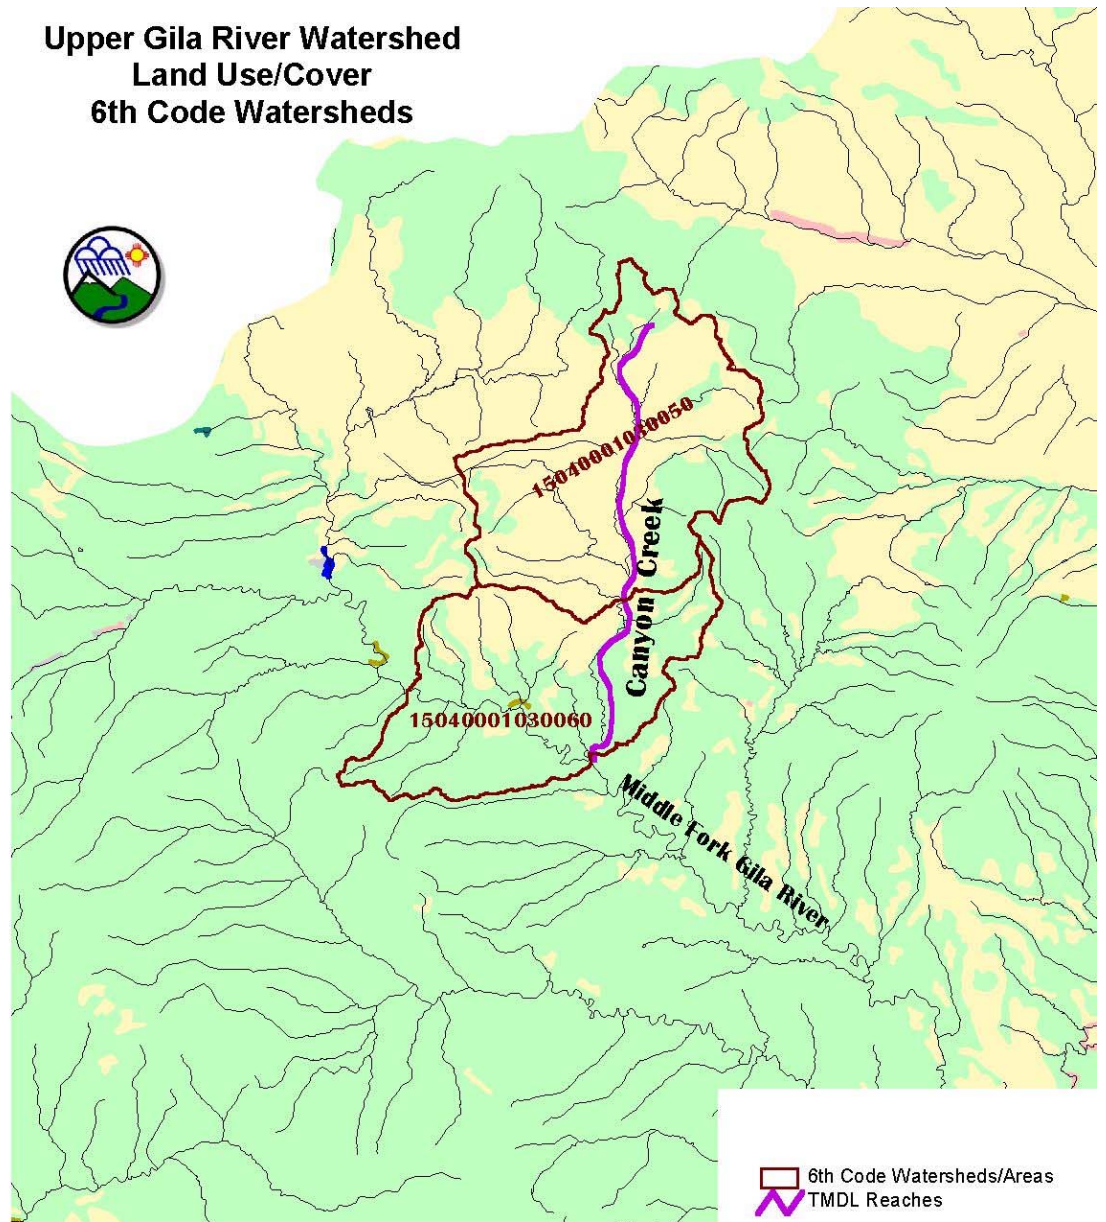 Upper Gila River Watershed
Land Use/Cover
6th Code Watersheds
15040001030050
Canyon Creek
15040001030060
Middle Fork Gila River
6th Code Watersheds/Areas
TMDL Reaches